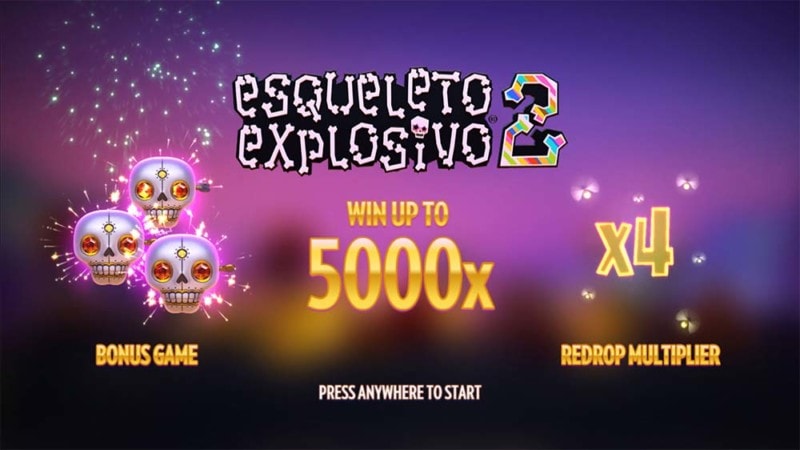 esqueleto
explosivo® 2
WIN UP TO
5000x
x4
BONUS GAME
REDROP MULTIPLIER
PRESS ANYWHERE TO START